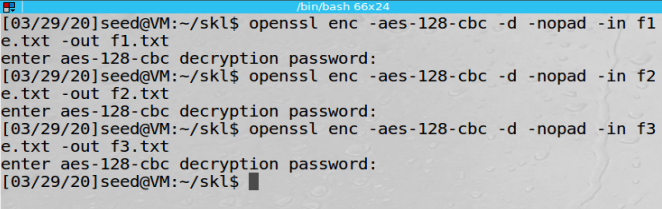 /bin/bash 66x24
[03/29/20]seed@VM:~/skl$ openssl enc -aes-128-cbc -d -nopad -in f1
e.txt -out f1.txt
enter aes-128-cbc decryption password:
[03/29/20]seed@VM:~/skl$ openssl enc -aes-128-cbc -d -nopad -in f2
e.txt -out f2.txt
enter aes-128-cbc decryption password:
[03/29/20]seed@VM:~/skl$ openssl enc -aes-128-cbc -d -nopad -in f3
e.txt -out f3.txt
enter aes-128-cbc decryption password:
[03/29/20]seed@VM:~/skl$